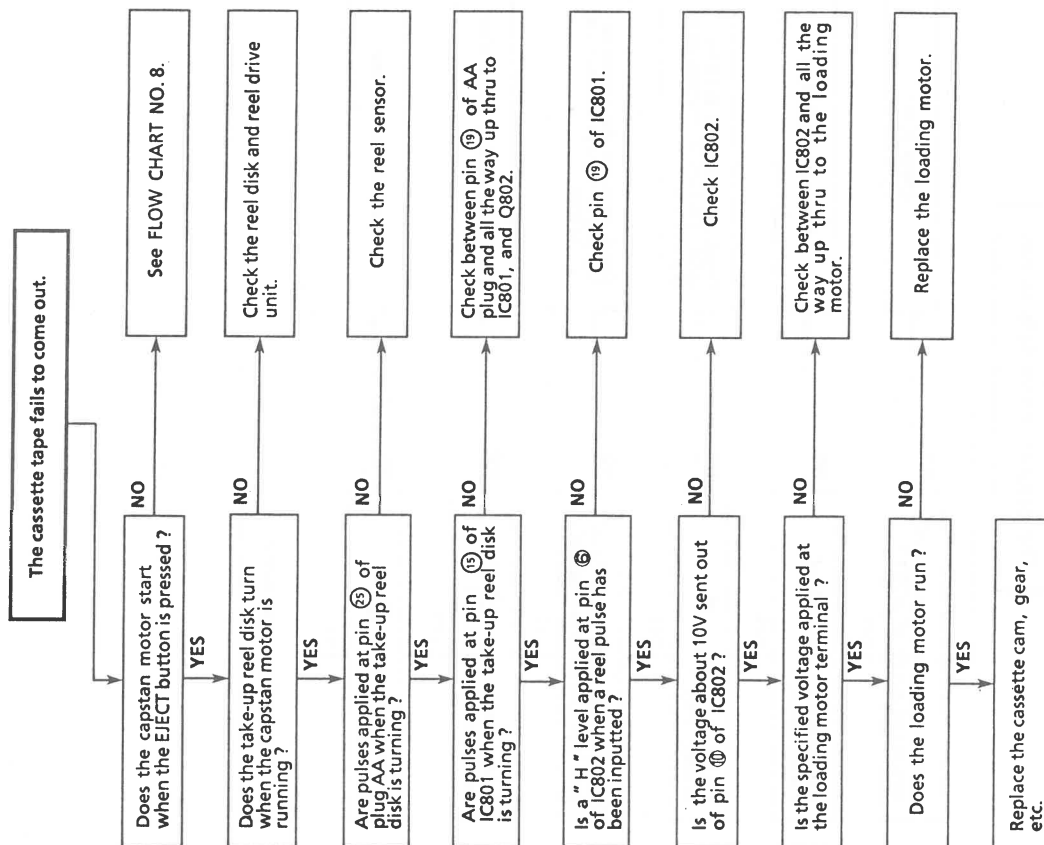 The cassette tape fails to come out.
Does the capstan motor start
when the EJECT button is pressed ?
NO
See FLOW CHART NO. 8.
YES
Does the take-up reel disk turn
when the capstan motor is
running ?
NO
Check the reel disk and reel drive
unit.
YES
Are pulses applied at pin ㉕ of
plug AA when the take-up reel
disk is turning ?
NO
Check the reel sensor.
YES
Are pulses applied at pin ⑮ of
IC801 when the take-up reel disk
is turning ?
NO
Check between pin ⑲ of AA
plug and all the way up thru to
IC801, and Q802.
YES
Is a "H" level applied at pin ⑥
of IC802 when a reel pulse has
been inputted ?
NO
Check pin ⑲ of IC801.
YES
Is the voltage about 10V sent out
of pin ⑩ of IC802 ?
NO
Check IC802.
YES
Is the specified voltage applied at
the loading motor terminal ?
NO
Check between IC802 and all the
way up thru to the loading
motor.
YES
Does the loading motor run ?
NO
Replace the loading motor.
YES
Replace the cassette cam, gear,
etc.